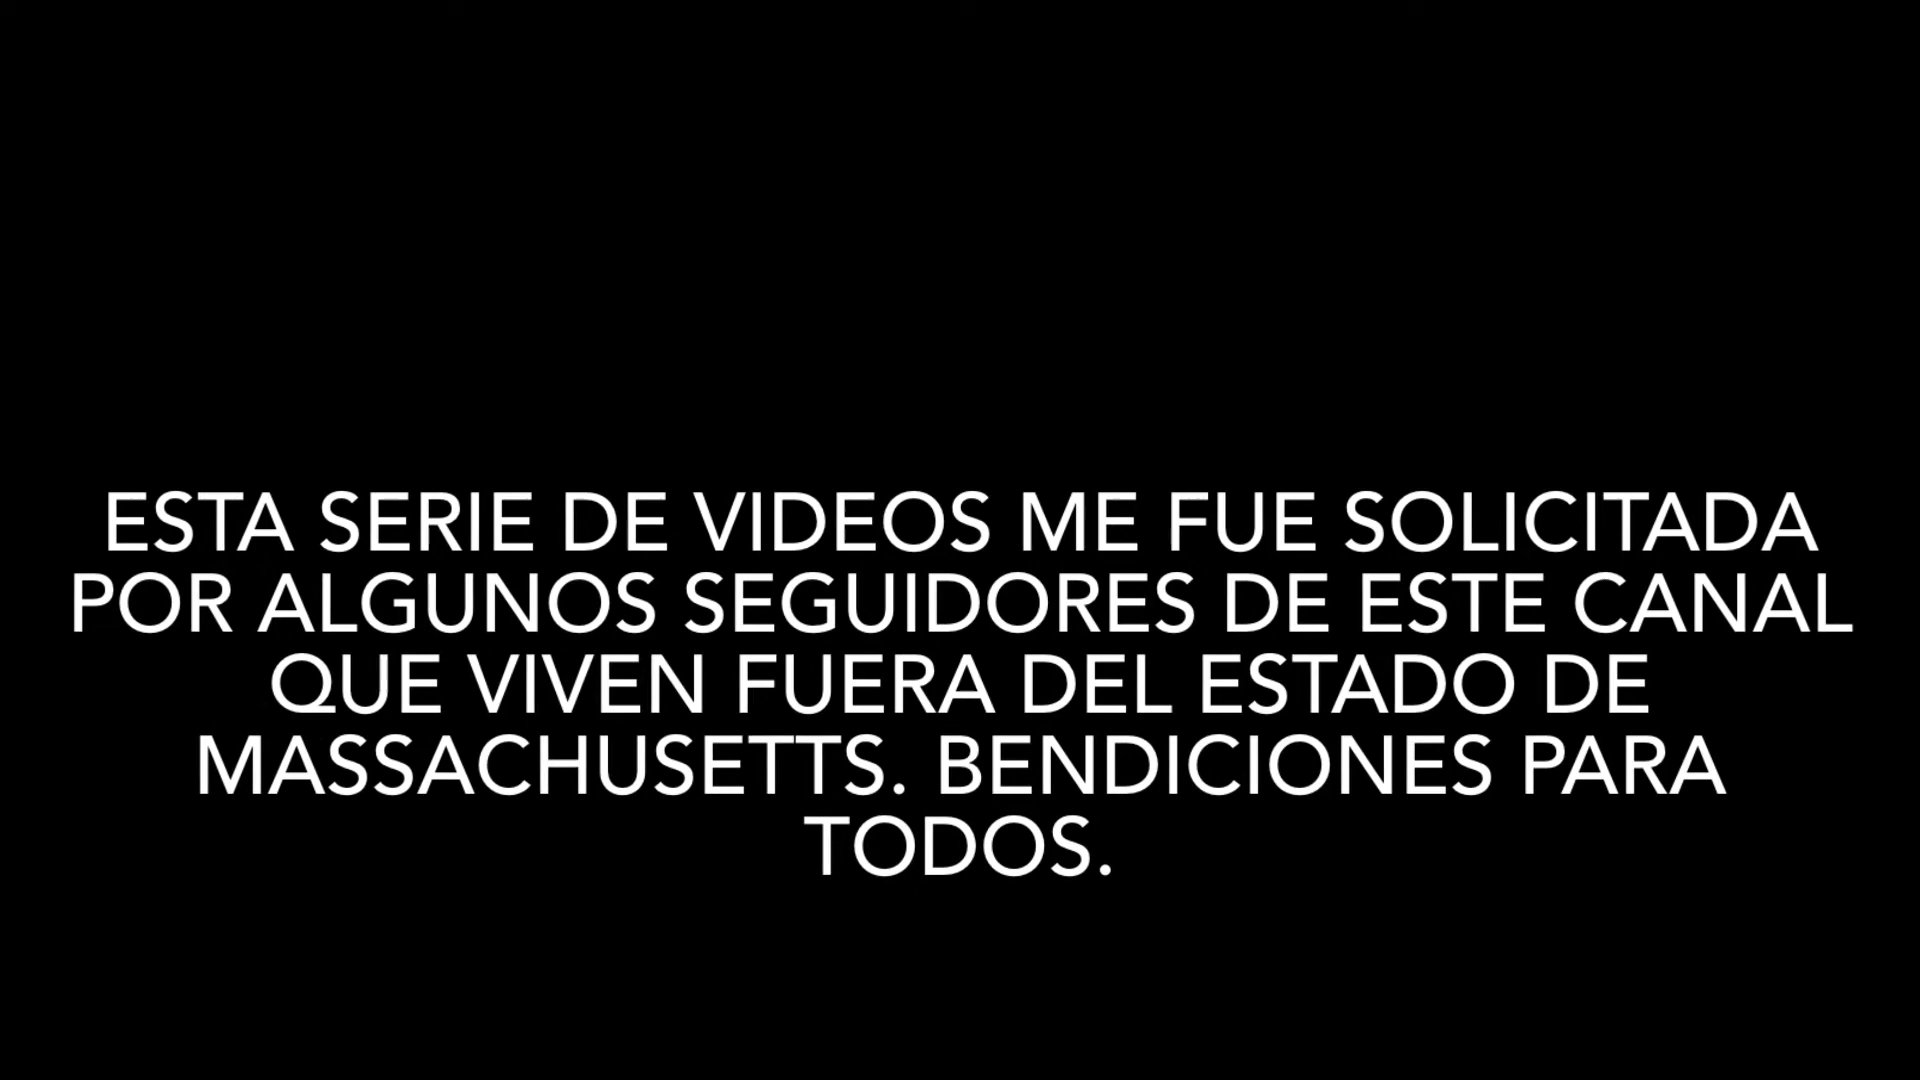 ESTA SERIE DE VIDEOS ME FUE SOLICITADA
POR ALGUNOS SEGUIDORES DE ESTE CANAL
QUE VIVEN FUERA DEL ESTADO DE
MASSACHUSETTS. BENDICIONES PARA
TODOS.